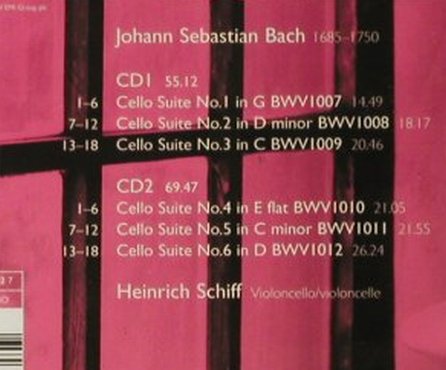 Johann Sebastian Bach 1685–1750
CD1 55.12
1–6 Cello Suite No.1 in G BWV1007 14.49
7–12 Cello Suite No.2 in D minor BWV1008 18.17
13–18 Cello Suite No.3 in C BWV1009 20.46
CD2 69.47
1–6 Cello Suite No.4 in E flat BWV1010 21.05
7–12 Cello Suite No.5 in C minor BWV1011 21.55
13–18 Cello Suite No.6 in D BWV1012 26.24
Heinrich Schiff Violoncello/violoncelle